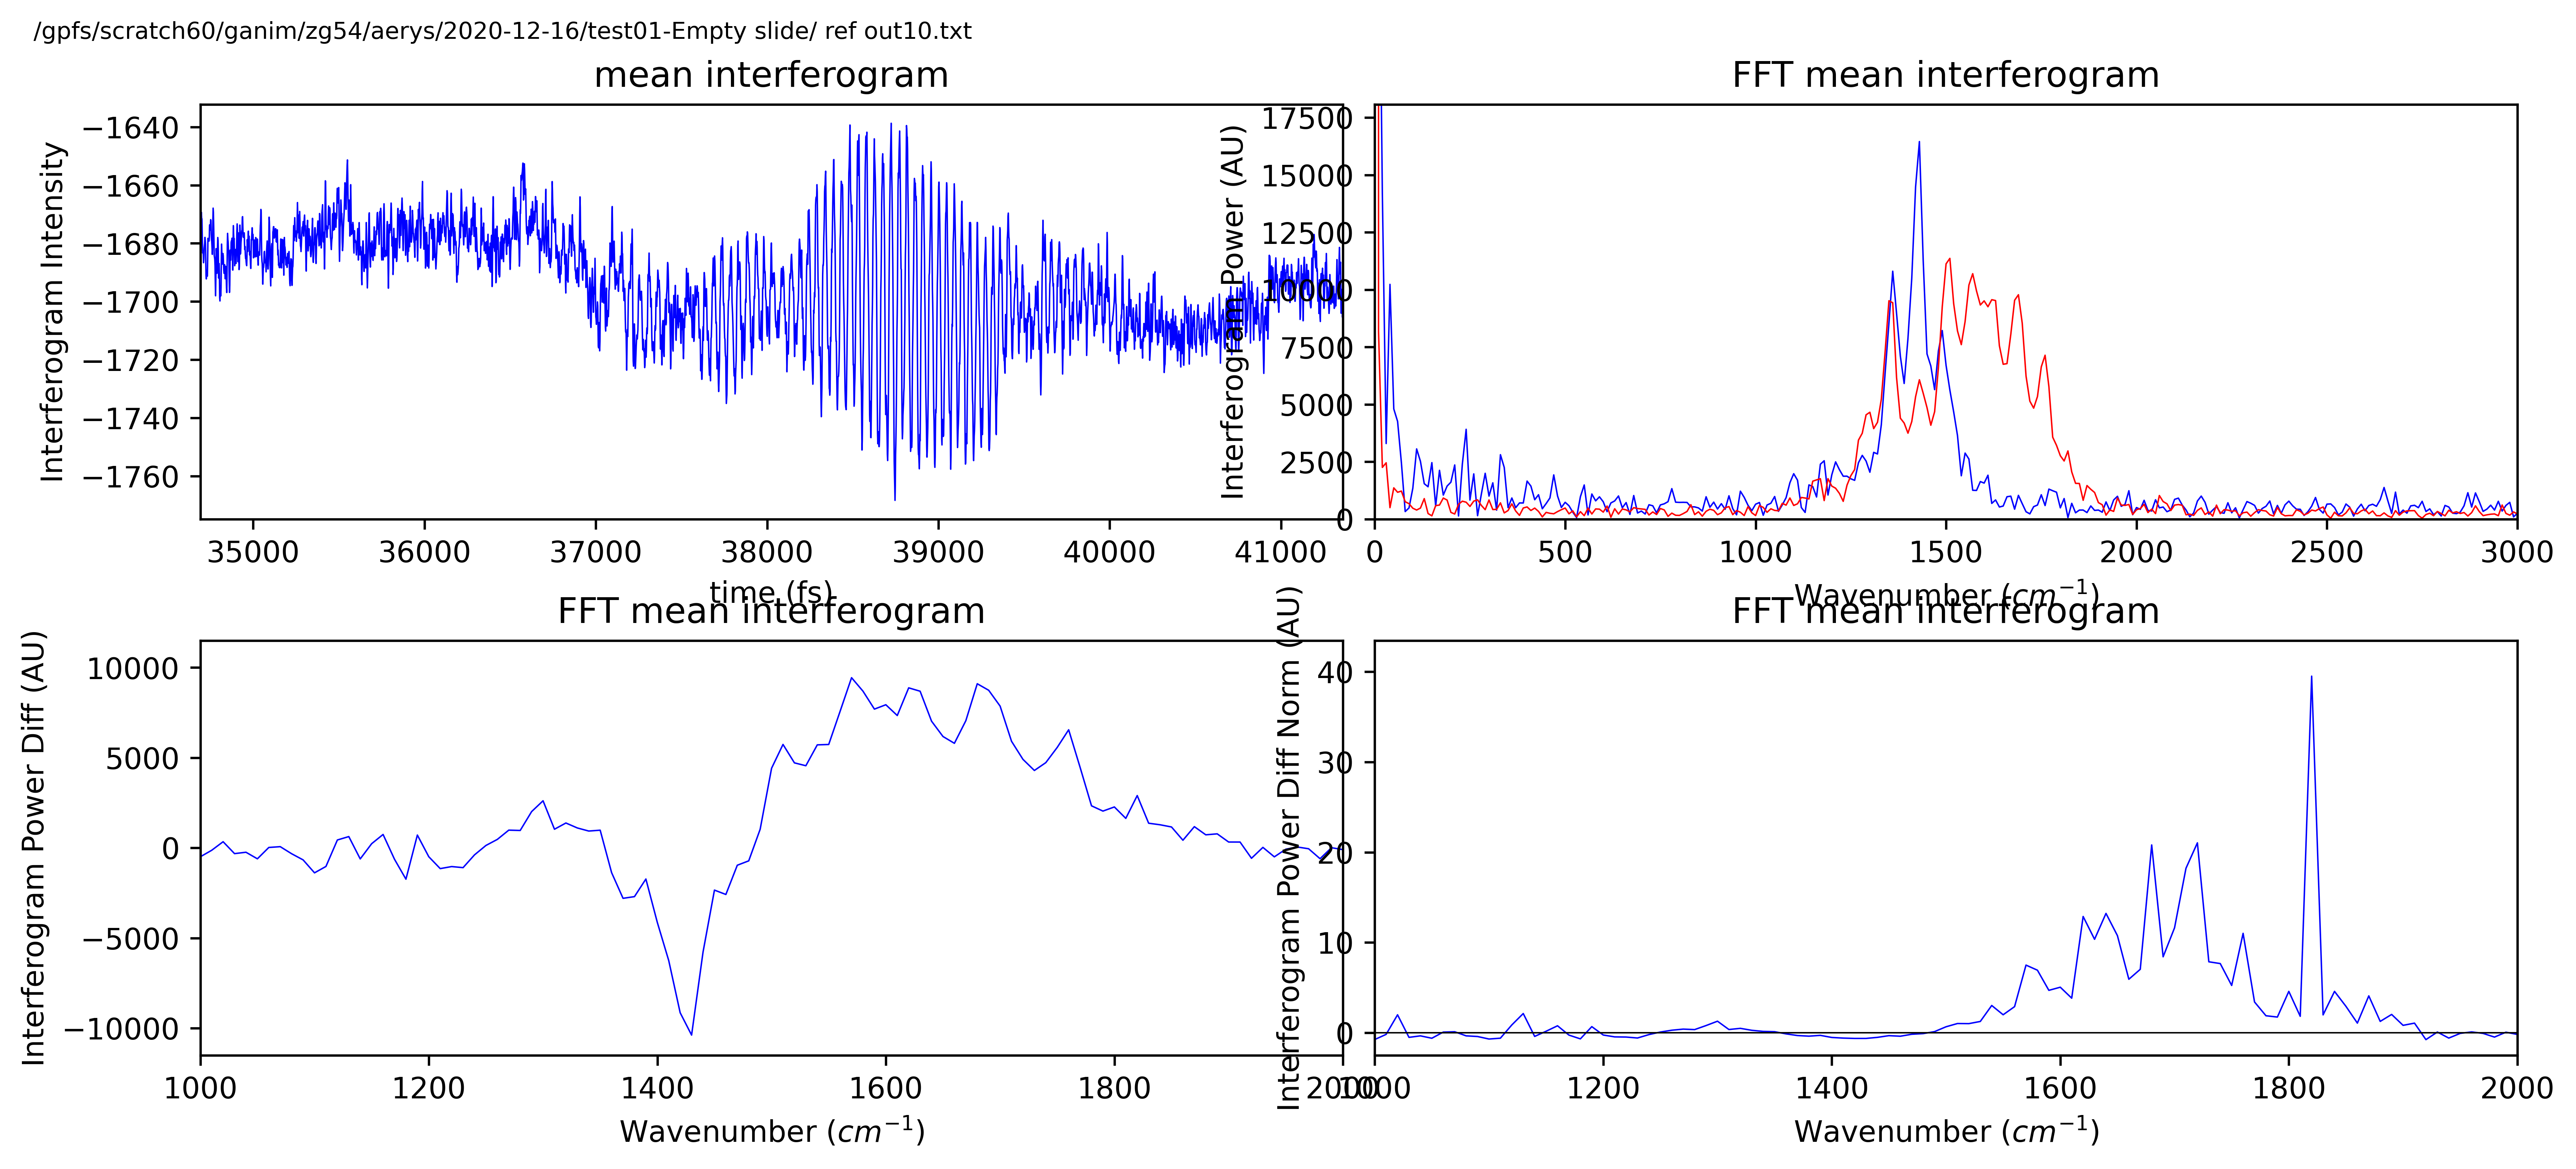 /gpfs/scratch60/ganim/zg54/aerys/2020-12-16/test01-Empty slide/ ref out10.txt
mean interferogram
Interferogram Intensity
−1640
−1660
−1680
−1700
−1720
−1740
−1760
35000 36000 37000 38000 39000 40000 41000
time (fs)
FFT mean interferogram
Interferogram Power (AU)
17500
15000
12500
10000
7500
5000
2500
0
0 500 1000 1500 2000 2500 3000
Wavenumber (cm⁻¹)
FFT mean interferogram
Interferogram Power Diff (AU)
10000
5000
0
−5000
−10000
1000 1200 1400 1600 1800 2000
Wavenumber (cm⁻¹)
FFT mean interferogram
Interferogram Power Diff Norm (AU)
40
30
20
10
0
1000 1200 1400 1600 1800 2000
Wavenumber (cm⁻¹)